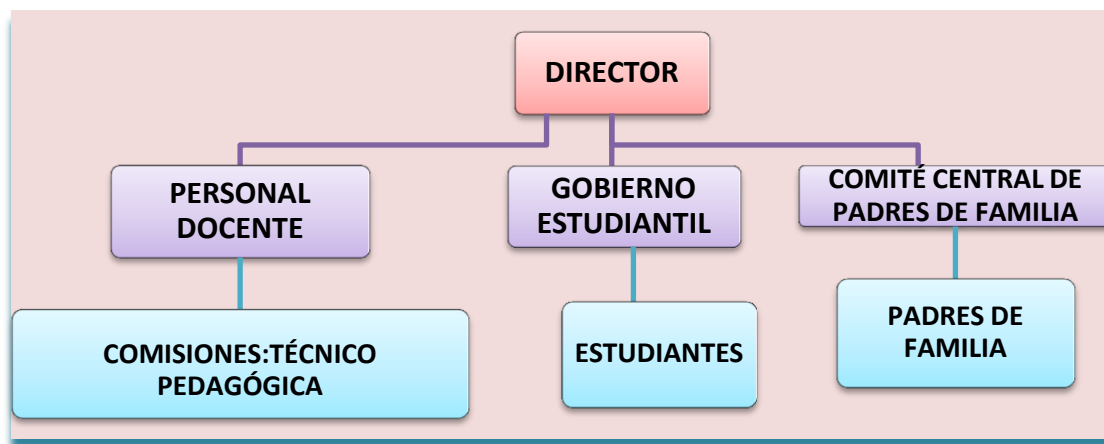 DIRECTOR
PERSONAL
DOCENTE
GOBIERNO
ESTUDIANTIL
COMITÉ CENTRAL DE
PADRES DE FAMILIA
COMISIONES:TÉCNICO
PEDAGÓGICA
ESTUDIANTES
PADRES DE
FAMILIA